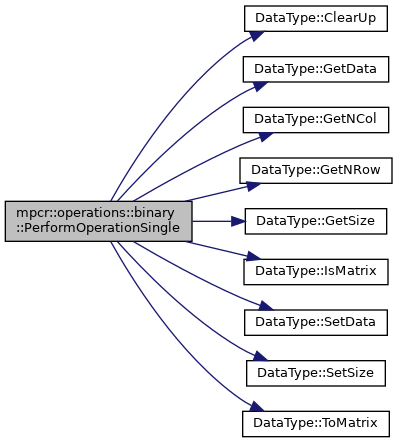 mpcr::operations::binary
::PerformOperationSingle
DataType::ClearUp
DataType::GetData
DataType::GetNCol
DataType::GetNRow
DataType::GetSize
DataType::IsMatrix
DataType::SetData
DataType::SetSize
DataType::ToMatrix